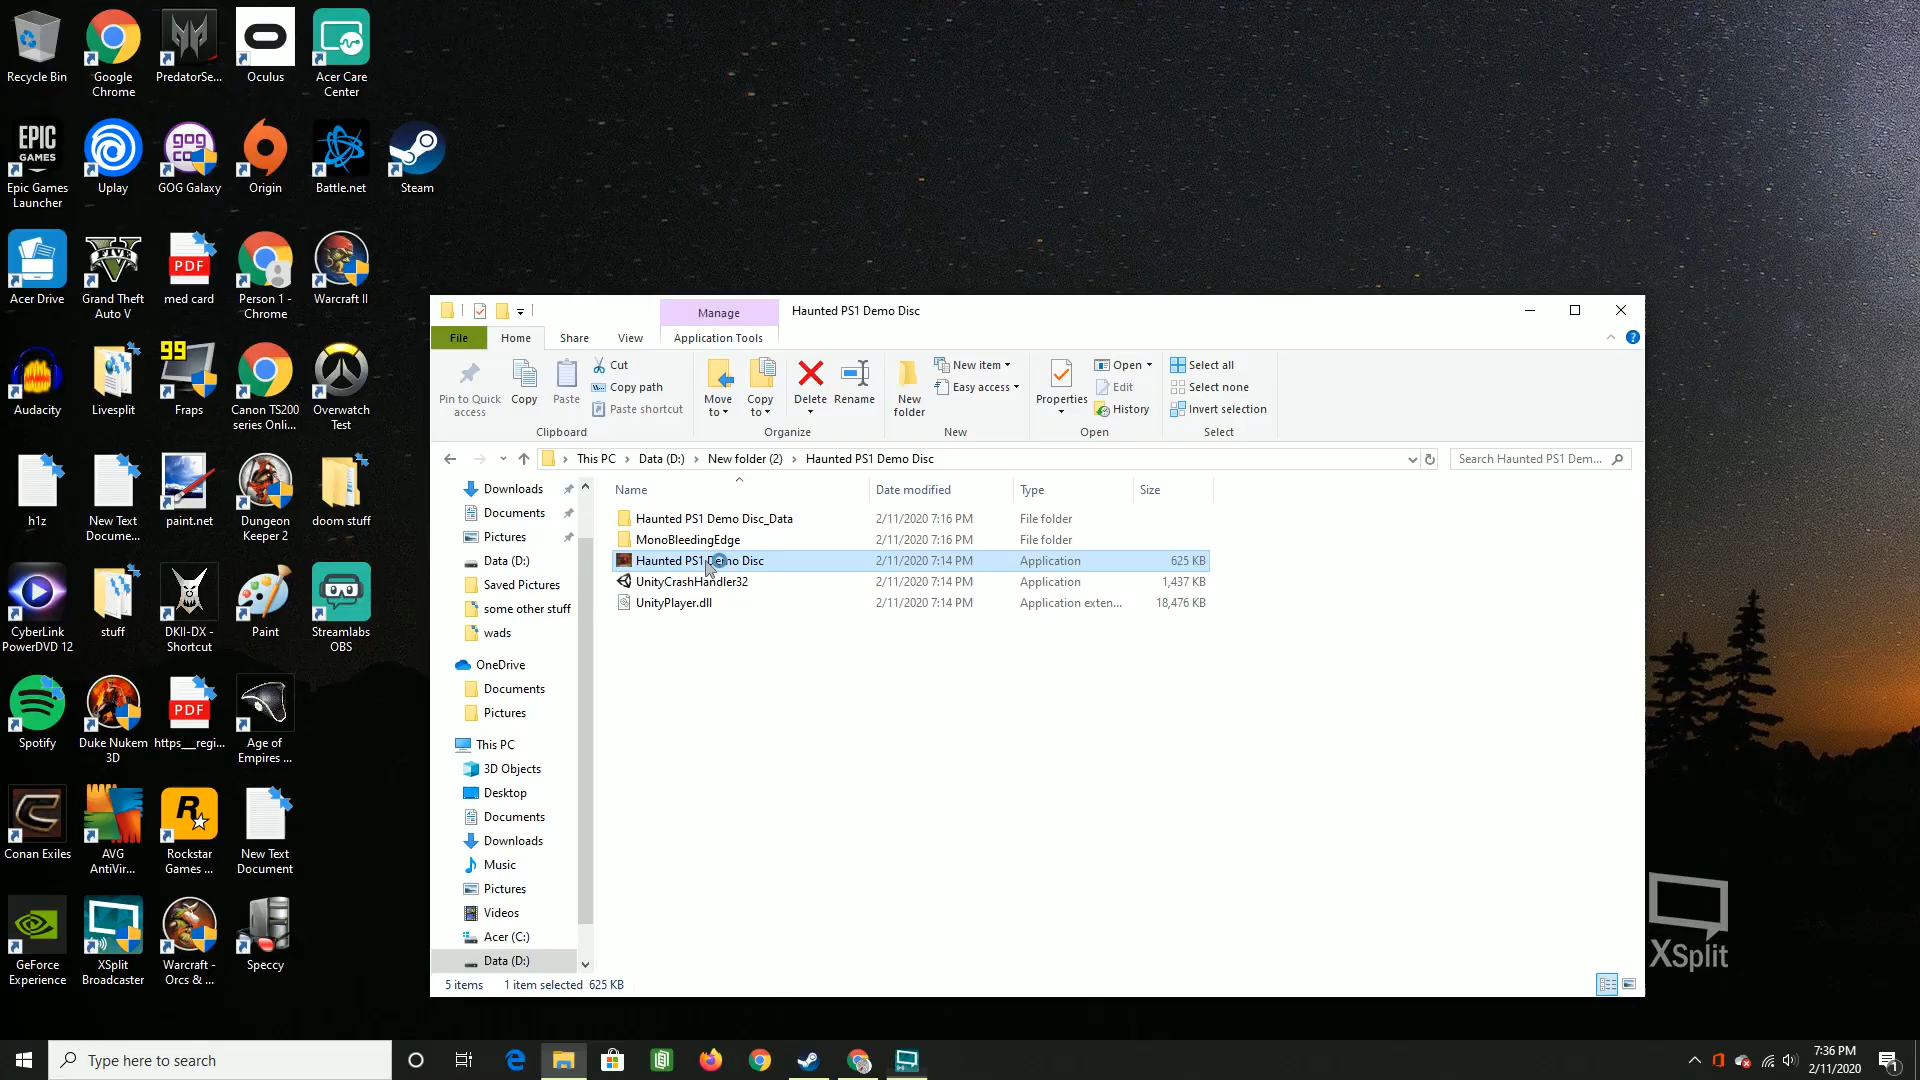 Recycle Bin
Google
Chrome
PredatorSe...
Oculus
Acer Care
Center
EPIC
GAMES
Epic Games
Launcher
Uplay
gog
com
GOG Galaxy
Origin
Battle.net
Steam
Acer Drive
FIVE
Grand Theft
Auto V
PDF
med card
Person 1 -
Chrome
Warcraft II
Audacity
Livesplit
99
Fraps
Canon TS200
series Onli...
Overwatch
Test
h1z
New Text
Docume...
paint.net
Dungeon
Keeper 2
doom stuff
CyberLink
PowerDVD 12
stuff
DKII-DX -
Shortcut
Paint
Streamlabs
OBS
Spotify
Duke Nukem
3D
PDF
https___regi...
Age of
Empires ...
Conan Exiles
AVG
AntiVir...
R
Rockstar
Games ...
New Text
Document
GeForce
Experience
XSplit
Broadcaster
Warcraft -
Orcs & ...
Speccy
Manage
Haunted PS1 Demo Disc
File
Home
Share
View
Application Tools
Pin to Quick
access
Copy
Paste
Cut
Copy path
Paste shortcut
Clipboard
Move
to
Copy
to
Delete
Rename
Organize
New
folder
New item
Easy access
New
Properties
Open
Edit
History
Open
Select all
Select none
Invert selection
Select
This PC > Data (D:) > New folder (2) > Haunted PS1 Demo Disc
Search Haunted PS1 Dem...
Downloads
Documents
Pictures
Data (D:)
Saved Pictures
some other stuff
wads
OneDrive
Documents
Pictures
This PC
3D Objects
Desktop
Documents
Downloads
Music
Pictures
Videos
Acer (C:)
Data (D:)
Name Date modified Type Size
Haunted PS1 Demo Disc_Data 2/11/2020 7:16 PM File folder
MonoBleedingEdge 2/11/2020 7:16 PM File folder
Haunted PS1 Demo Disc 2/11/2020 7:14 PM Application 625 KB
UnityCrashHandler32 2/11/2020 7:14 PM Application 1,437 KB
UnityPlayer.dll 2/11/2020 7:14 PM Application exten... 18,476 KB
5 items 1 item selected 625 KB
XSplit
Type here to search
7:36 PM
2/11/2020
1